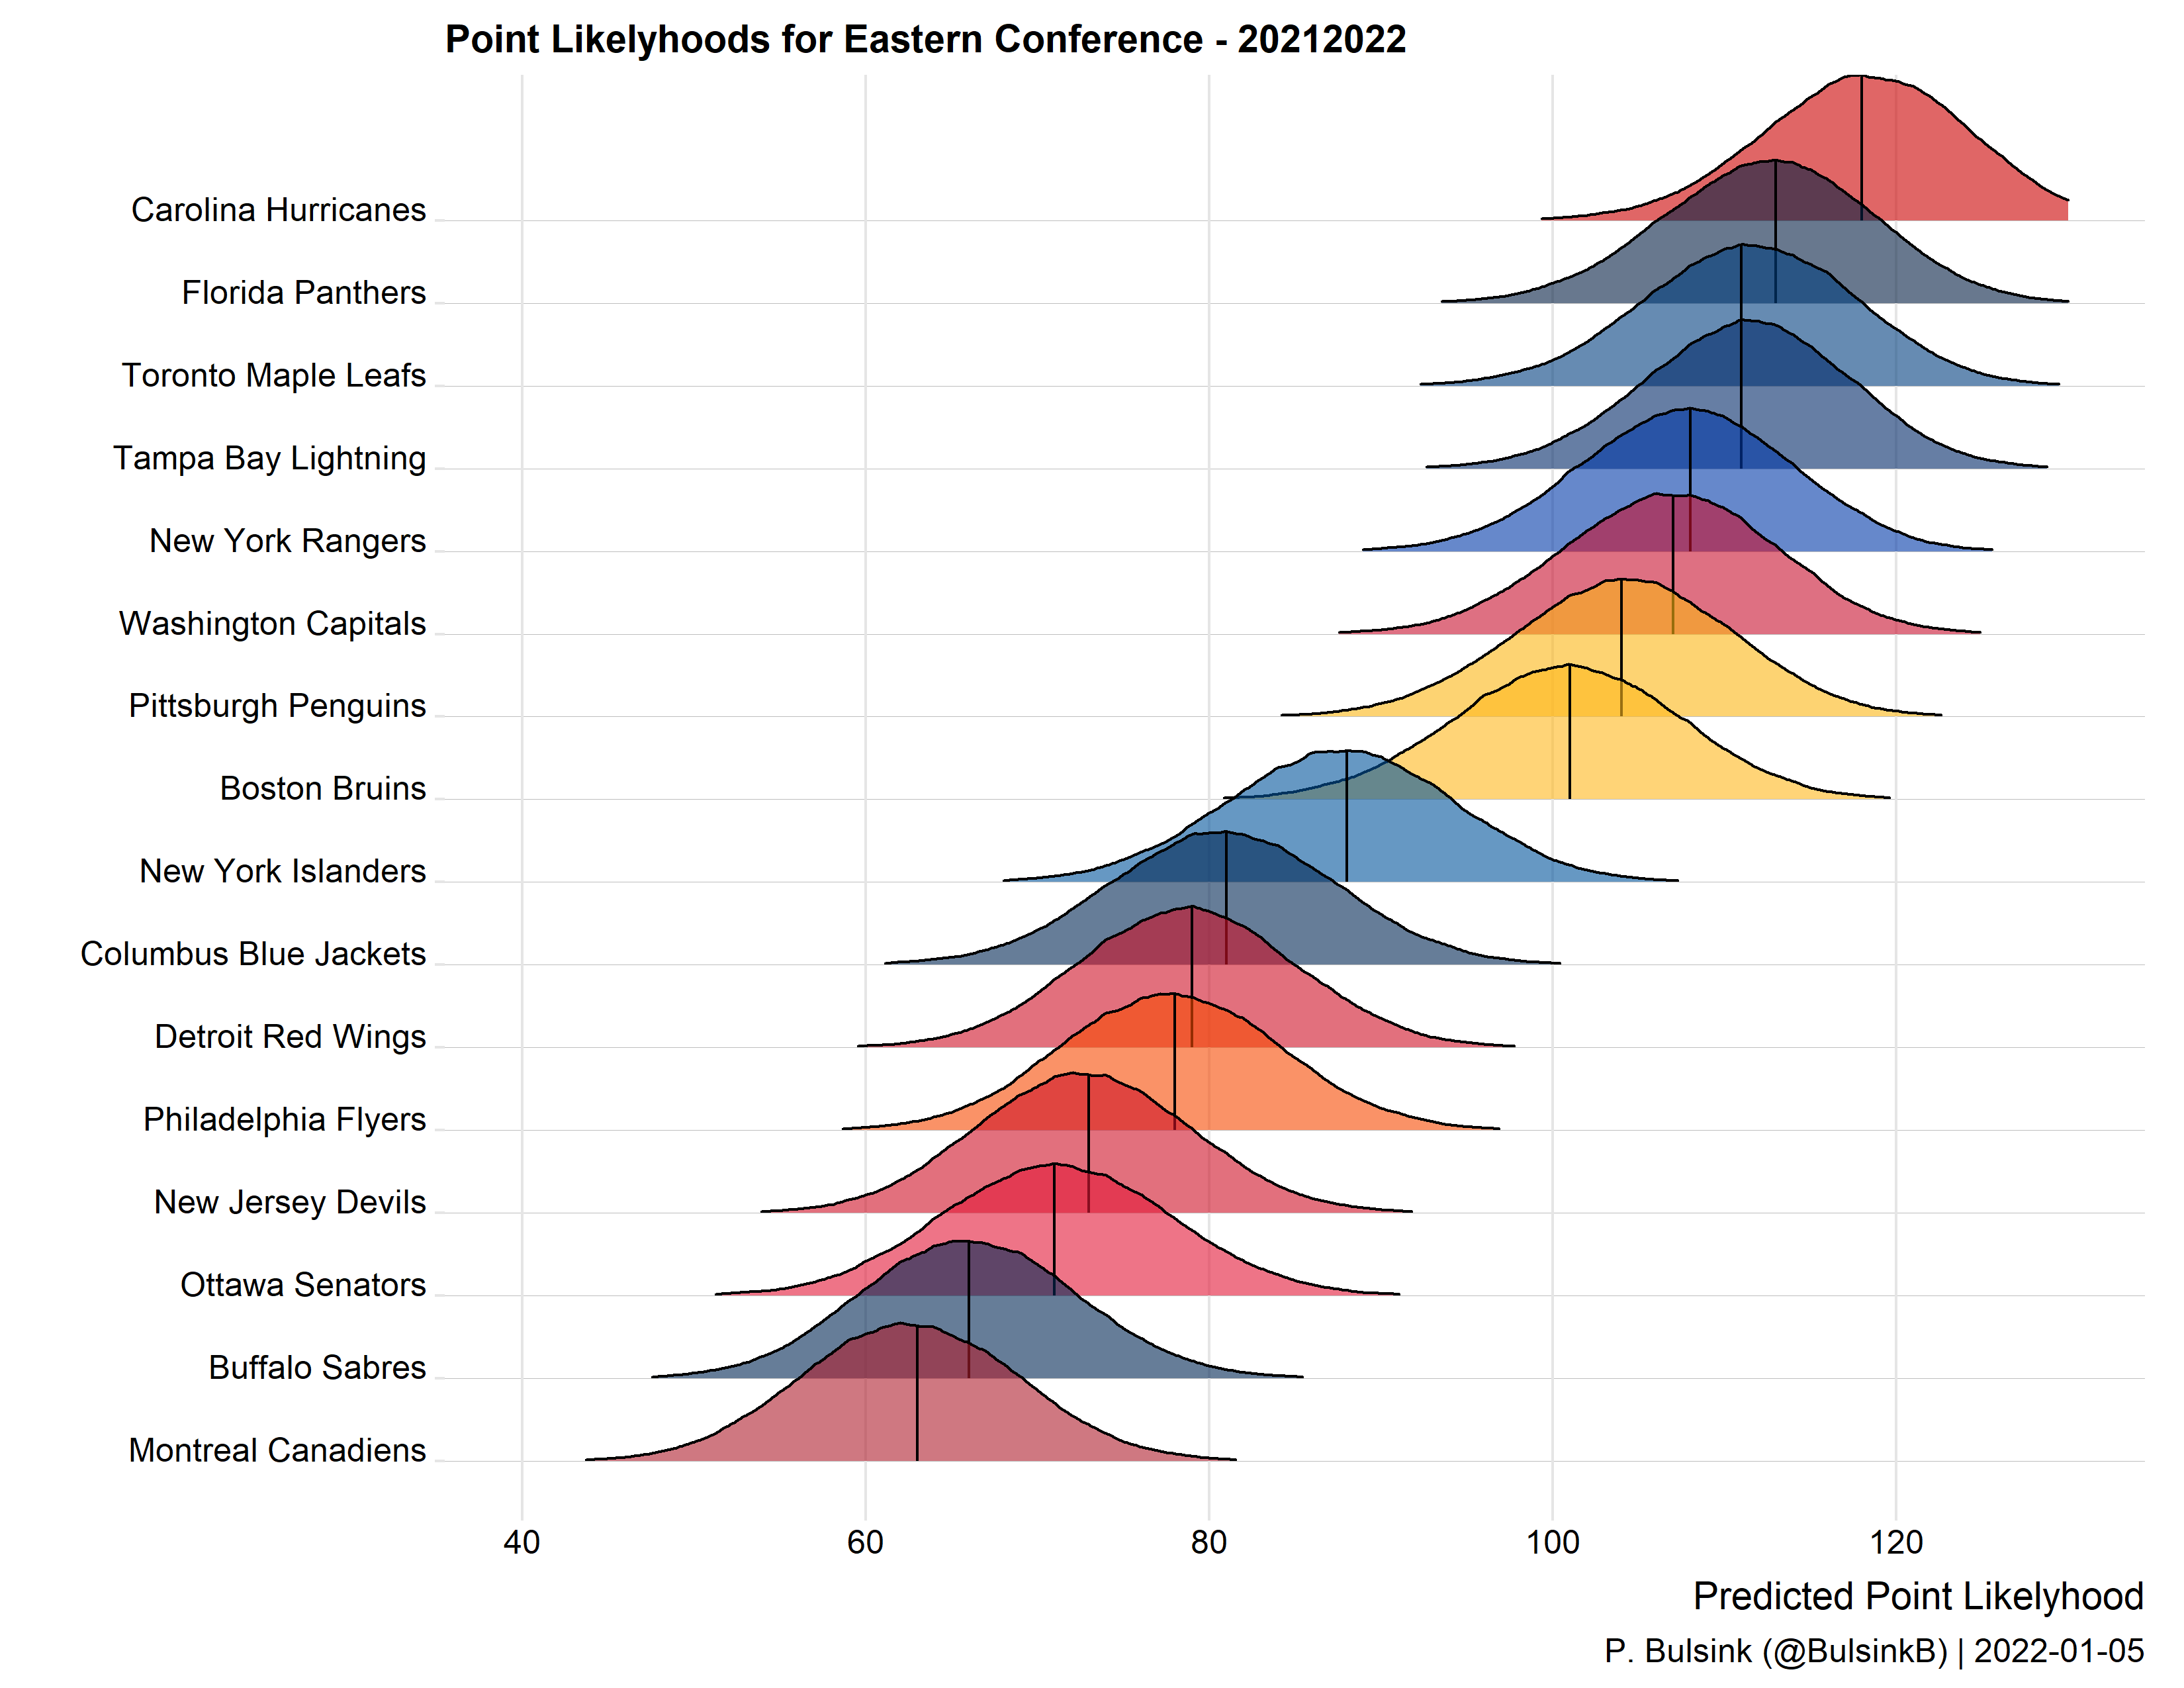 Point Likelyhoods for Eastern Conference - 20212022
Carolina Hurricanes
Florida Panthers
Toronto Maple Leafs
Tampa Bay Lightning
New York Rangers
Washington Capitals
Pittsburgh Penguins
Boston Bruins
New York Islanders
Columbus Blue Jackets
Detroit Red Wings
Philadelphia Flyers
New Jersey Devils
Ottawa Senators
Buffalo Sabres
Montreal Canadiens
40 60 80 100 120
Predicted Point Likelyhood
P. Bulsink (@BulsinkB) | 2022-01-05